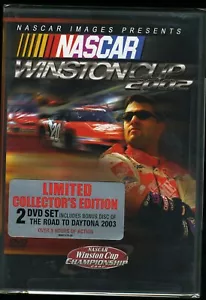 NASCAR IMAGES PRESENTS
NASCAR
WINSTON CUP
2002
LIMITED
COLLECTOR'S EDITION
2 DVD SET INCLUDES BONUS DISC OF
THE ROAD TO DAYTONA 2003
NASCAR
Winston Cup
CHAMPIONSHIP